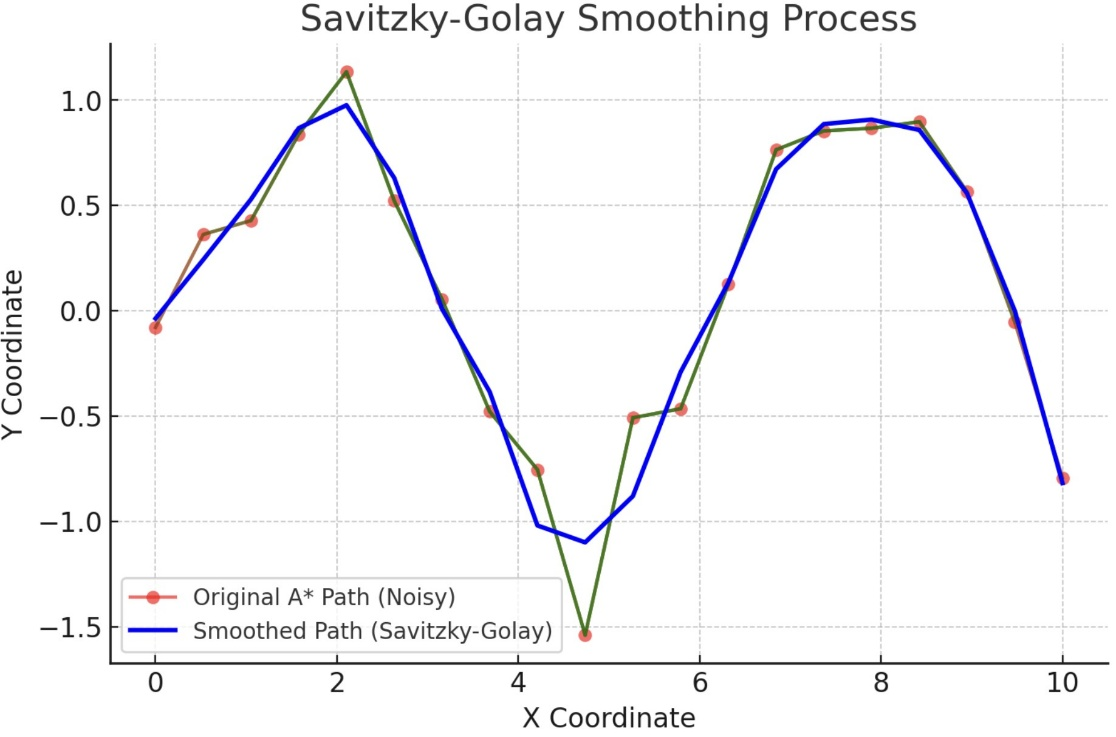 Savitzky-Golay Smoothing Process
1.0
0.5
0.0
−0.5
−1.0
−1.5
Y Coordinate
Original A* Path (Noisy)
Smoothed Path (Savitzky-Golay)
0 2 4 6 8 10
X Coordinate